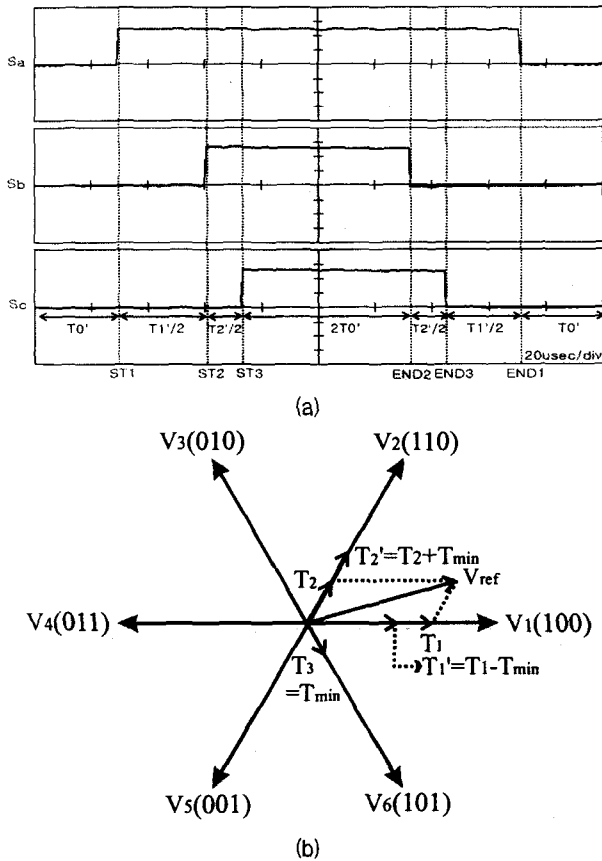 Sa
Sb
Sc
T0' T1'/2 T2'/2 2T0' T2'/2 T1'/2 T0'
20usec/div
ST1 ST2 ST3 END2 END3 END1
(a)
V3(010) V2(110)
T2'=T2+Tmin
T2 Vref
V4(011) V1(100)
T1
T3 T1'=T1-Tmin
=Tmin
V5(001) V6(101)
(b)